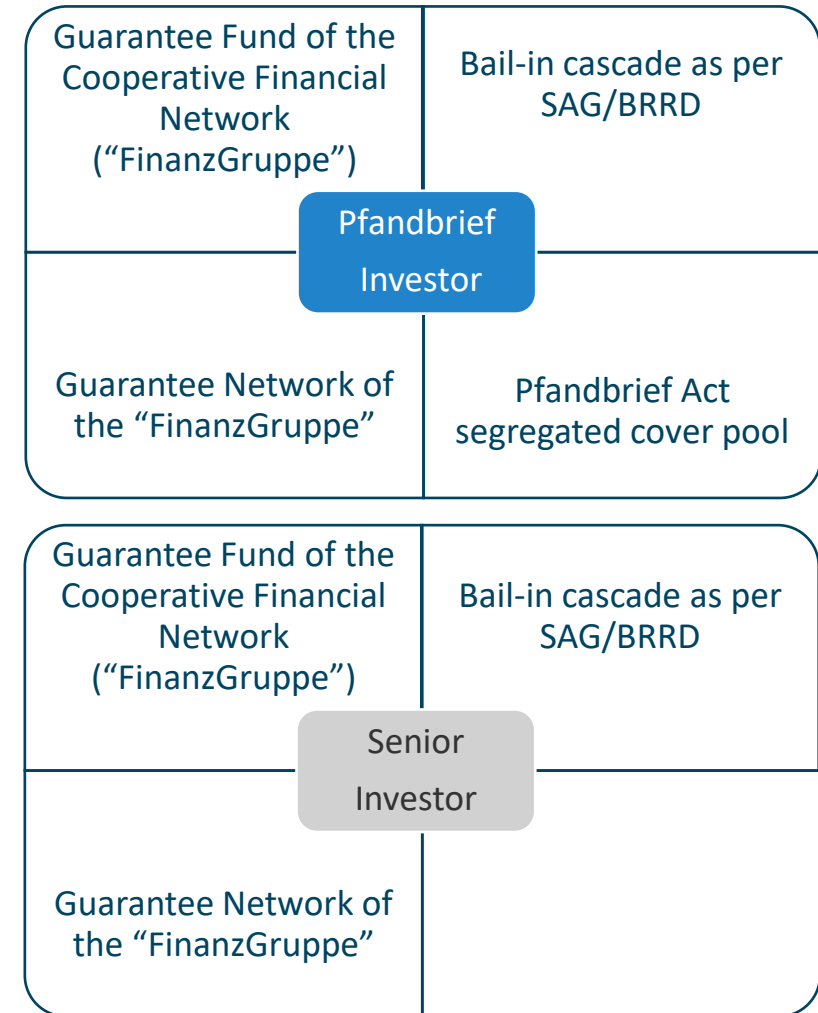 Guarantee Fund of the
Cooperative Financial
Network
(“FinanzGruppe”)
Bail-in cascade as per
SAG/BRRD
Pfandbrief
Investor
Guarantee Network of
the “FinanzGruppe”
Pfandbrief Act
segregated cover pool
Guarantee Fund of the
Cooperative Financial
Network
(“FinanzGruppe”)
Bail-in cascade as per
SAG/BRRD
Senior
Investor
Guarantee Network of
the “FinanzGruppe”